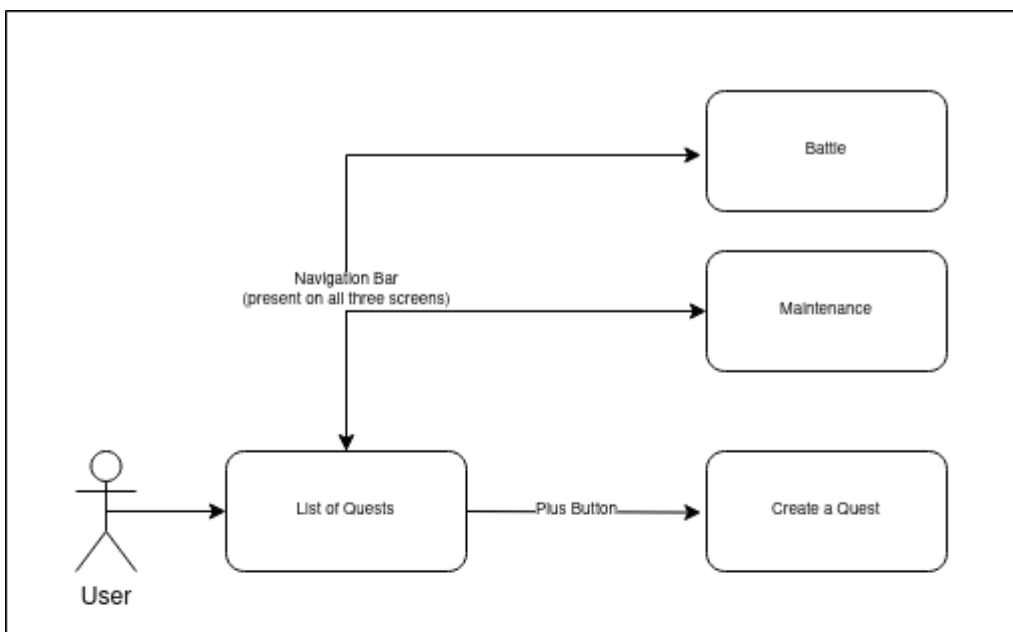 Battle
Navigation Bar
(present on all three screens)
Maintenance
List of Quests
Plus Button
Create a Quest
User